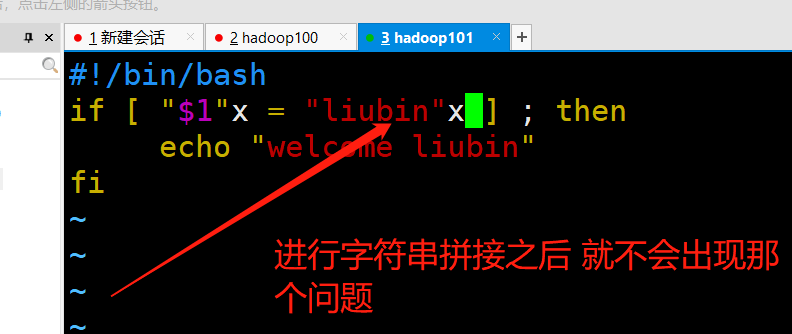 ，点击左侧的箭头按钮。
1 新建会话
2 hadoop100
3 hadoop101
#!/bin/bash
if [ "$1"x = "liubin"x ] ; then
echo "welcome liubin"
fi
~
~
~
~
进行字符串拼接之后 就不会出现那
个问题